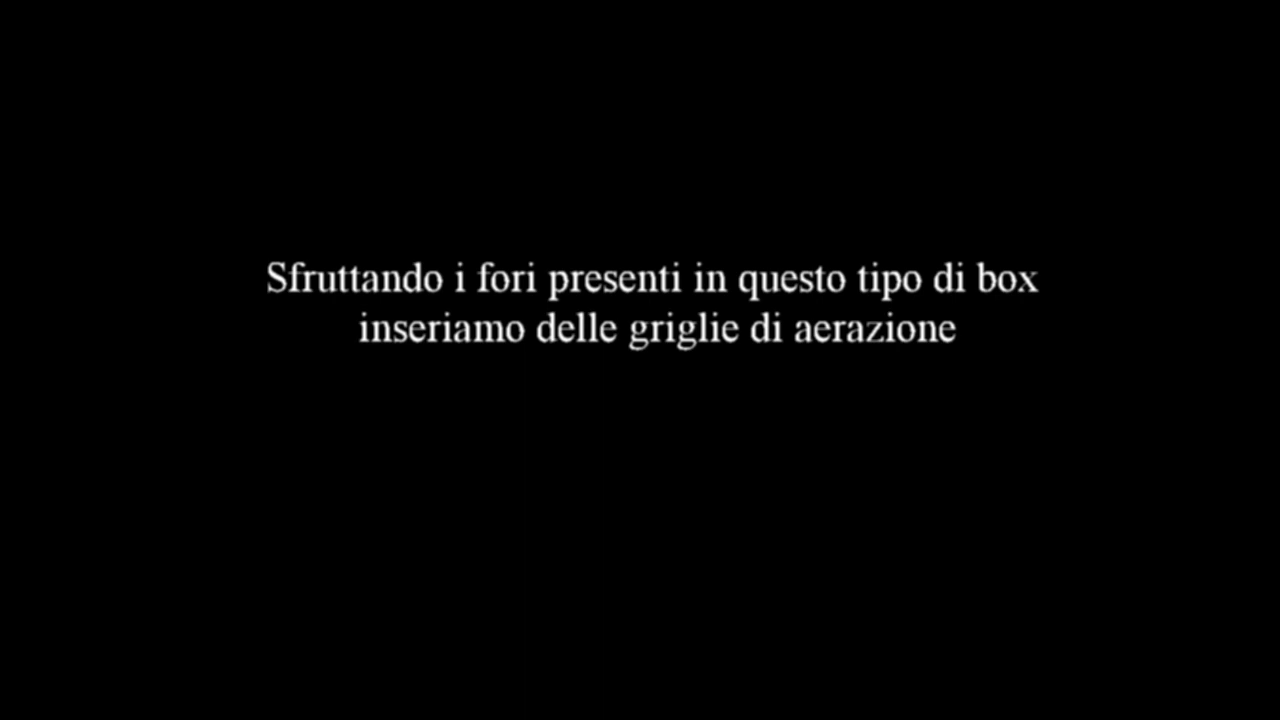 Sfruttando i fori presenti in questo tipo di box
inseriamo delle griglie di aerazione